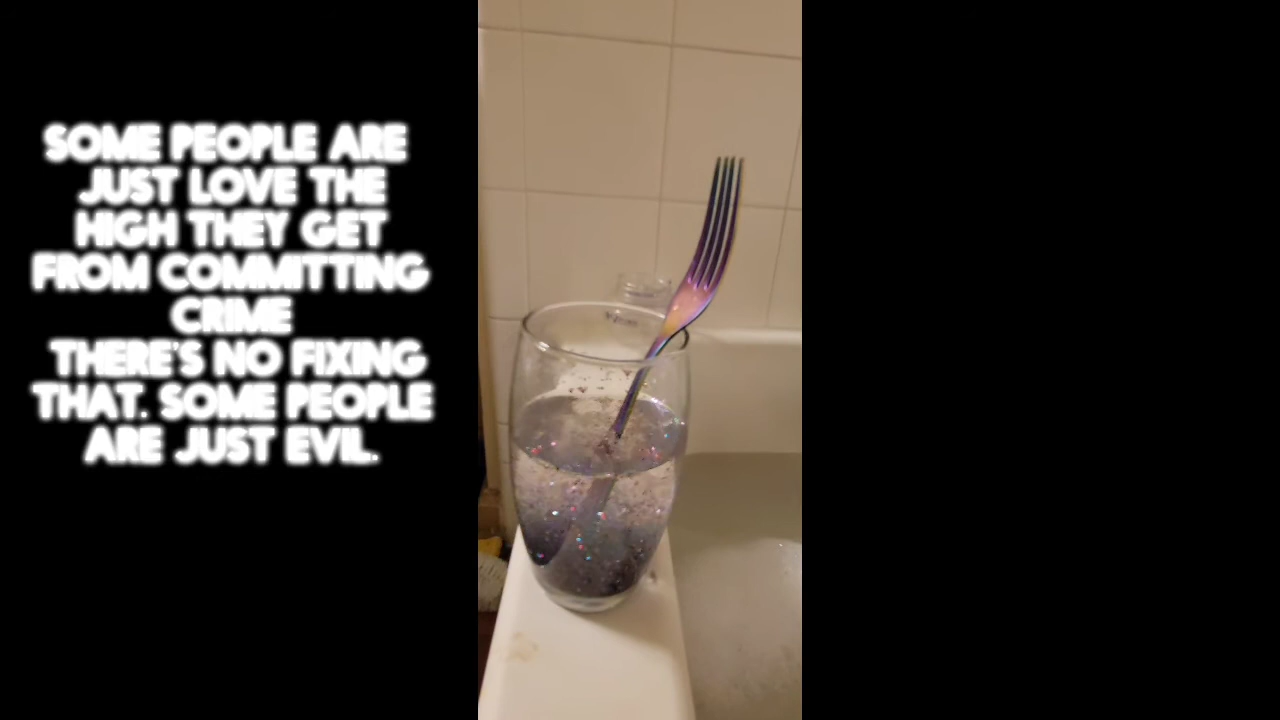 SOME PEOPLE ARE
JUST LOVE THE
HIGH THEY GET
FROM COMMITTING
CRIME
THERE'S NO FIXING
THAT. SOME PEOPLE
ARE JUST EVIL.